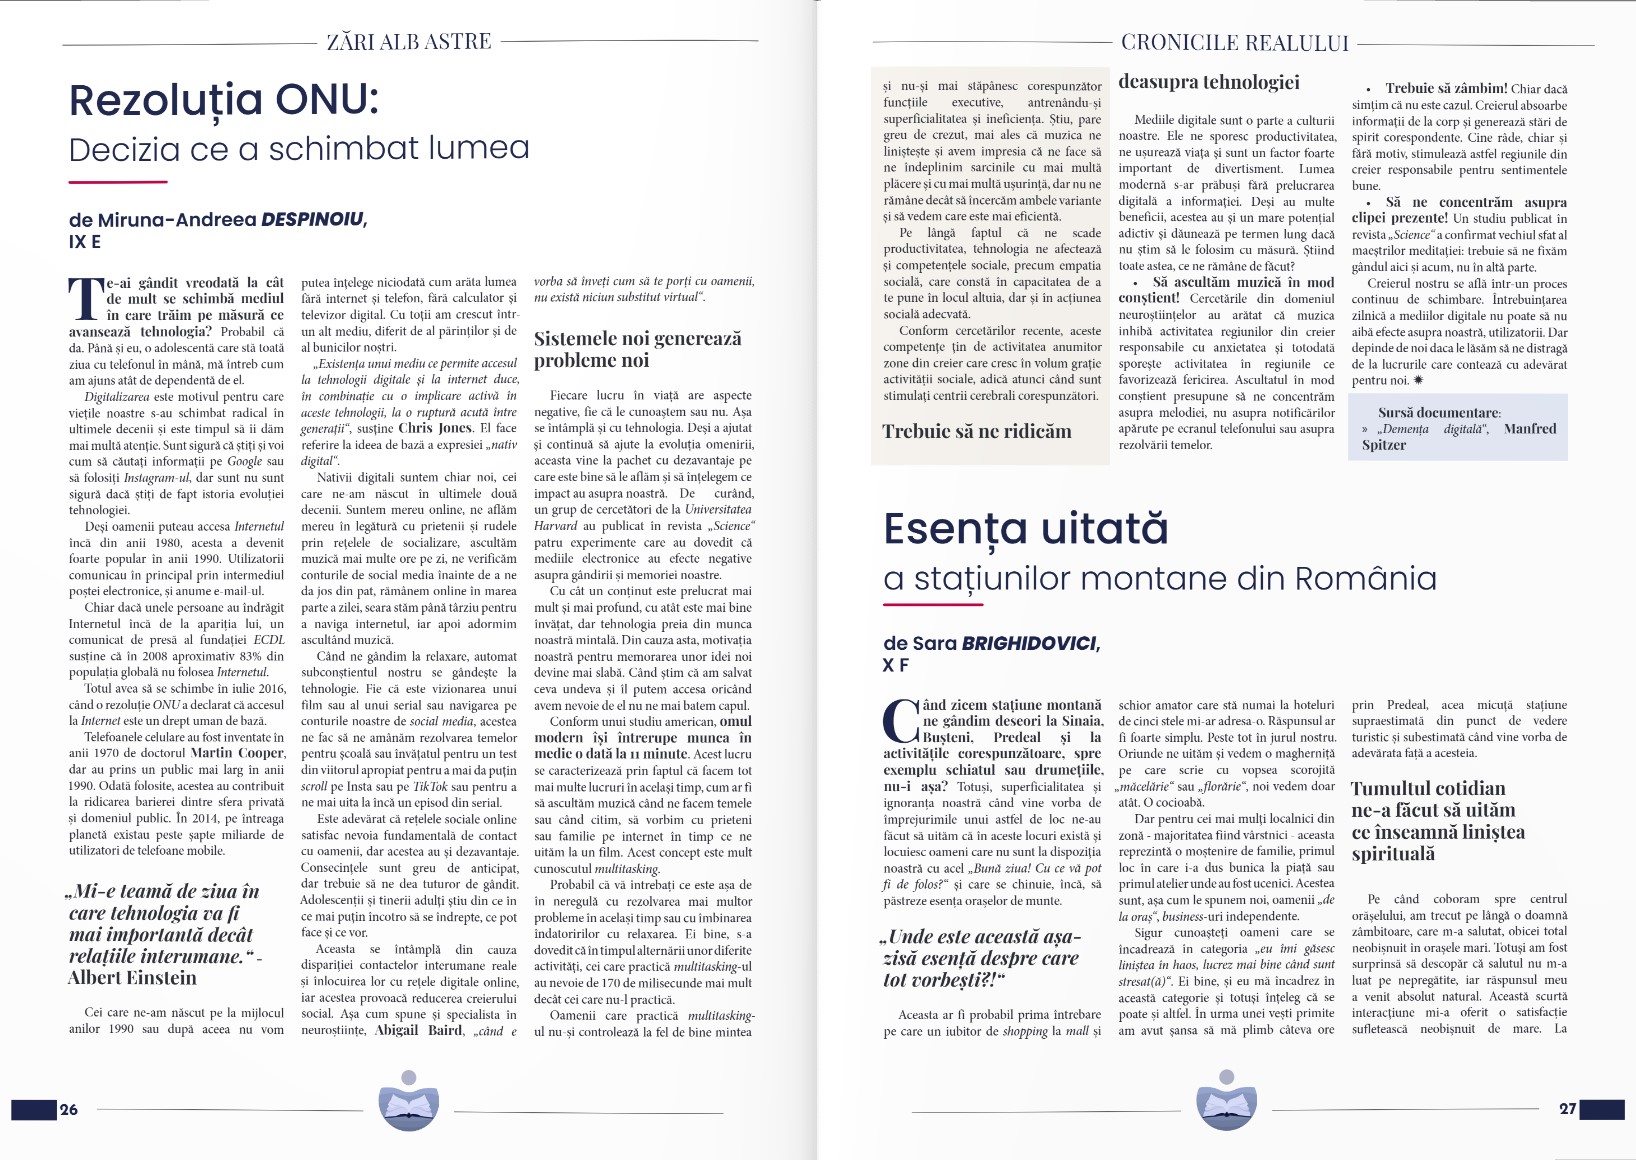 ZĂRI ALBASTRE
Rezoluția ONU:
Decizia ce a schimbat lumea
de Miruna-Andreea DESPINOIU,
IX E
Te-ai gândit vreodată la cât
de mult se schimbă mediul
în care trăim pe măsură ce
avansează tehnologia? Probabil că
da. Până și eu, o adolescentă care stă toată
ziua cu telefonul în mână, mă întreb cum
am ajuns atât de dependentă de el.
Digitalizarea este motivul pentru care
viețile noastre s-au schimbat radical în
ultimele decenii și este timpul să îi dăm
mai multă atenție. Sunt sigură că știți și voi
cum să căutați informații pe Google sau
să folosiți Instagram-ul, dar sunt nu sunt
sigură dacă știți de fapt istoria evoluției
tehnologiei.
Deși oamenii puteau accesa Internetul
încă din anii 1980, acesta a devenit
foarte popular în anii 1990. Utilizatorii
comunicau în principal prin intermediul
poștei electronice, și anume e-mail-ul.
Chiar dacă unele persoane au îndrăgit
Internetul încă de la apariția lui, un
comunicat de presă al fundației ECDL
susține că în 2008 aproximativ 83% din
populația globală nu folosea Internetul.
Totul avea să se schimbe în iulie 2016,
când o rezoluție ONU a declarat că accesul
la Internet este un drept uman de bază.
Telefoanele celulare au fost inventate în
anii 1970 de doctorul Martin Cooper,
dar au prins un public mai larg în anii
1990. Odată folosite, acestea au contribuit
la ridicarea barierei dintre sfera privată
și domeniul public. În 2014, pe întreaga
planetă existau peste șapte miliarde de
utilizatori de telefoane mobile.
„Mi-e teamă de ziua în
care tehnologia va fi
mai importantă decât
relațiile interumane.“ -
Albert Einstein
Cei care ne-am născut pe la mijlocul
anilor 1990 sau după aceea nu vom
putea înțelege niciodată cum arăta lumea
fără internet și telefon, fără calculator și
televizor digital. Cu toții am crescut într-
un alt mediu, diferit de al părinților și de
al bunicilor noștri.
„Existența unui mediu ce permite accesul
la tehnologii digitale și la internet duce,
în combinație cu o implicare activă în
aceste tehnologii, la o ruptură acută între
generații“, susține Chris Jones. El face
referire la ideea de bază a expresiei „nativ
digital“.
Nativii digitali suntem chiar noi, cei
care ne-am născut în ultimele două
decenii. Suntem mereu online, ne aflăm
mereu în legătură cu prietenii și rudele
prin rețelele de socializare, ascultăm
muzică mai multe ore pe zi, ne verificăm
conturile de social media înainte de a ne
da jos din pat, rămânem online în marea
parte a zilei, seara stăm până târziu pentru
a naviga internetul, iar apoi adormim
ascultând muzică.
Când ne gândim la relaxare, automat
subconștientul nostru se gândește la
tehnologie. Fie că este vizionarea unui
film sau al unui serial sau navigarea pe
conturile noastre de social media, acestea
ne fac să ne amânăm rezolvarea temelor
pentru școală sau învățatul pentru un test
din viitorul apropiat pentru a mai da puțin
scroll pe Insta sau pe TikTok sau pentru a
ne mai uita la încă un episod din serial.
Este adevărat că rețelele sociale online
satisfac nevoia fundamentală de contact
cu oamenii, dar acestea au și dezavantaje.
Consecințele sunt greu de anticipat,
dar trebuie să ne dea tuturor de gândit.
Adolescenții și tinerii adulți știu din ce în
ce mai puțin încotro să se îndrepte, ce pot
face și ce vor.
Aceasta se întâmplă din cauza
dispariției contactelor interumane reale
și înlocuirea lor cu rețele digitale online,
iar acestea provoacă reducerea creierului
social. Așa cum spune și specialista în
neuroștiințe, Abigail Baird, „când e
vorba să înveți cum să te porți cu oamenii,
nu există niciun substitut virtual“.
Sistemele noi generează
probleme noi
Fiecare lucru în viață are aspecte
negative, fie că le cunoaștem sau nu. Așa
se întâmplă și cu tehnologia. Deși a ajutat
și continuă să ajute la evoluția omenirii,
aceasta vine la pachet cu dezavantaje pe
care este bine să le aflăm și să înțelegem ce
impact au asupra noastră. De curând,
un grup de cercetători de la Universitatea
Harvard au publicat în revista „Science“
patru experimente care au dovedit că
mediile electronice au efecte negative
asupra gândirii și memoriei noastre.
Cu cât un conținut este prelucrat mai
mult și mai profund, cu atât este mai bine
învățat, dar tehnologia preia din munca
noastră mintală. Din cauza asta, motivația
noastră pentru memorarea unor idei noi
devine mai slabă. Când știm că am salvat
ceva undeva și îl putem accesa oricând
avem nevoie de el nu ne mai batem capul.
Conform unui studiu american, omul
modern își întrerupe munca în
medie o dată la 11 minute. Acest lucru
se caracterizează prin faptul că facem tot
mai multe lucruri în același timp, cum ar fi
să ascultăm muzică când ne facem temele
sau când citim, să vorbim cu prieteni
sau familie pe internet în timp ce ne
uităm la un film. Acest concept este mult
cunoscutul multitasking.
Probabil că vă întrebați ce este așa de
în neregulă cu rezolvarea mai multor
probleme în același timp sau cu îmbinarea
îndatoririlor cu relaxarea. Ei bine, s-a
dovedit că în timpul alternării unor diferite
activități, cei care practică multitasking-ul
au nevoie de 170 de milisecunde mai mult
decât cei care nu-l practică.
Oamenii care practică multitasking-
ul nu-și controlează la fel de bine mintea
26
CRONICILE REALULUI
și nu-și mai stăpânesc corespunzător
funcțiile executive, antrenându-și
superficialitatea și ineficiența. Știu, pare
greu de crezut, mai ales că muzica ne
liniștește și avem impresia că ne face să
ne îndeplinim sarcinile cu mai multă
plăcere și cu mai multă ușurință, dar nu ne
rămâne decât să încercăm ambele variante
și să vedem care este mai eficientă.
Pe lângă faptul că ne scade
productivitatea, tehnologia ne afectează
și competențele sociale, precum empatia
socială, care constă în capacitatea de a
te pune în locul altuia, dar și în acțiunea
socială adecvată.
Conform cercetărilor recente, aceste
competențe țin de activitatea anumitor
zone din creier care cresc în volum grație
activității sociale, adică atunci când sunt
stimulați centrii cerebrali corespunzători.
Trebuie să ne ridicăm
deasupra tehnologiei
Mediile digitale sunt o parte a culturii
noastre. Ele ne sporesc productivitatea,
ne ușurează viața și sunt un factor foarte
important de divertisment. Lumea
modernă s-ar prăbuși fără prelucrarea
digitală a informației. Deși au multe
beneficii, acestea au și un mare potențial
adictiv și dăunează pe termen lung dacă
nu știm să le folosim cu măsură. Știind
toate astea, ce ne rămâne de făcut?
• Să ascultăm muzică în mod
conștient! Cercetările din domeniul
neuroștiințelor au arătat că muzica
inhibă activitatea regiunilor din creier
responsabile cu anxietatea și totodată
sporește activitatea în regiunile ce
favorizează fericirea. Ascultatul în mod
conștient presupune să ne concentrăm
asupra melodiei, nu asupra notificărilor
apărute pe ecranul telefonului sau asupra
rezolvării temelor.
• Trebuie să zâmbim! Chiar dacă
simțim că nu este cazul. Creierul absoarbe
informații de la corp și generează stări de
spirit corespondente. Cine râde, chiar și
fără motiv, stimulează astfel regiunile din
creier responsabile pentru sentimentele
bune.
• Să ne concentrăm asupra
clipei prezente! Un studiu publicat în
revista „Science“ a confirmat vechiul sfat al
maeștrilor meditației: trebuie să ne fixăm
gândul aici și acum, nu în altă parte.
Creierul nostru se află într-un proces
continuu de schimbare. Întrebuințarea
zilnică a mediilor digitale nu poate să nu
aibă efecte asupra noastră, utilizatorii. Dar
depinde de noi daca le lăsăm să ne distragă
de la lucrurile care contează cu adevărat
pentru noi. ✹
Sursă documentare:
» „Demența digitală“, Manfred
Spitzer
Esența uitată
a stațiunilor montane din România
de Sara BRIGHIDOVICI,
X F
Când zicem stațiune montană
ne gândim deseori la Sinaia,
Bușteni, Predeal și la
activitățile corespunzătoare, spre
exemplu schiatul sau drumețiile,
nu-i așa? Totuși, superficialitatea și
ignoranța noastră când vine vorba de
împrejurimile unui astfel de loc ne-au
făcut să uităm că în aceste locuri există și
locuiesc oameni care nu sunt la dispoziția
noastră cu acel „Bună ziua! Cu ce vă pot
fi de folos?“ și care se chinuie, încă, să
păstreze esența orașelor de munte.
„Unde este această așa-
zisă esență despre care
tot vorbești?!“
Aceasta ar fi probabil prima întrebare
pe care un iubitor de shopping la mall și
schior amator care stă numai la hoteluri
de cinci stele mi-ar adresa-o. Răspunsul ar
fi foarte simplu. Peste tot în jurul nostru.
Oriunde ne uităm și vedem o magherniță
pe care scrie cu vopsea scorojită
„măcelărie“ sau „florărie“, noi vedem doar
atât. O cocioabă.
Dar pentru cei mai mulți localnici din
zonă - majoritatea fiind vârstnici - aceasta
reprezintă o moștenire de familie, primul
loc în care i-a dus bunica la piață sau
primul atelier unde au fost ucenici. Acestea
sunt, așa cum le spunem noi, oamenii „de
la oraș“, business-uri independente.
Sigur cunoașteți oameni care se
încadrează în categoria „eu îmi găsesc
liniștea în haos, lucrez mai bine când sunt
stresat(ă)“. Ei bine, și eu mă încadrez în
această categorie și totuși înțeleg că se
poate și altfel. În urma unei vești primite
am avut șansa să mă plimb câteva ore
prin Predeal, acea micuță stațiune
supraestimată din punct de vedere
turistic și subestimată când vine vorba de
adevărata față a acesteia.
Tumultul cotidian
ne-a făcut să uităm
ce înseamnă liniștea
spirituală
Pe când coboram spre centrul
orășelului, am trecut pe lângă o doamnă
zâmbitoare, care m-a salutat, obicei total
neobișnuit în orașele mari. Totuși am fost
surprinsă să descopăr că salutul nu m-a
luat pe nepregătite, iar răspunsul meu
a venit absolut natural. Această scurtă
interacțiune mi-a oferit o satisfacție
sufletească neobișnuit de mare. La
27